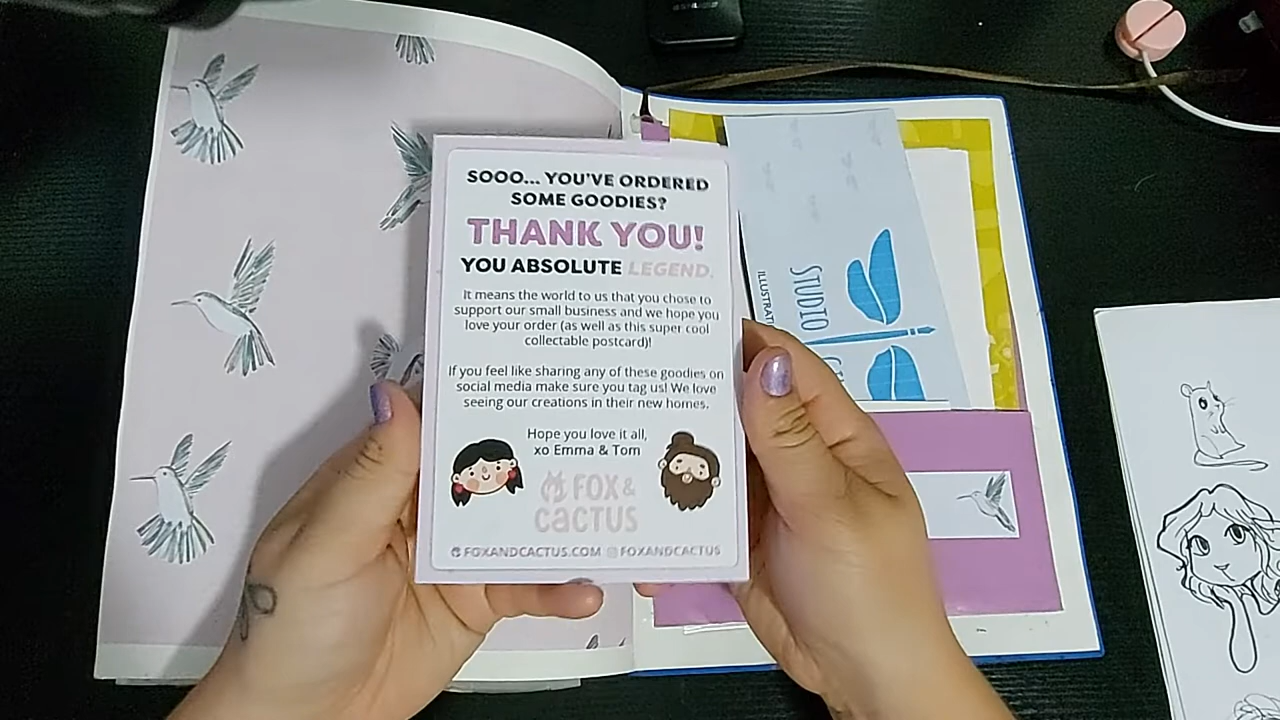 SOOO... YOU'VE ORDERED
SOME GOODIES?
THANK YOU!
YOU ABSOLUTE LEGEND.
It means the world to us that you chose to
support our small business and we hope you
love your order (as well as this super cool
collectable postcard)!
If you feel like sharing any of these goodies on
social media make sure you tag us! We love
seeing our creations in their new homes.
Hope you love it all,
xo Emma & Tom
FOX &
CACTUS
FOXANDCACTUS.COM FOXANDCACTUS
STUDIO